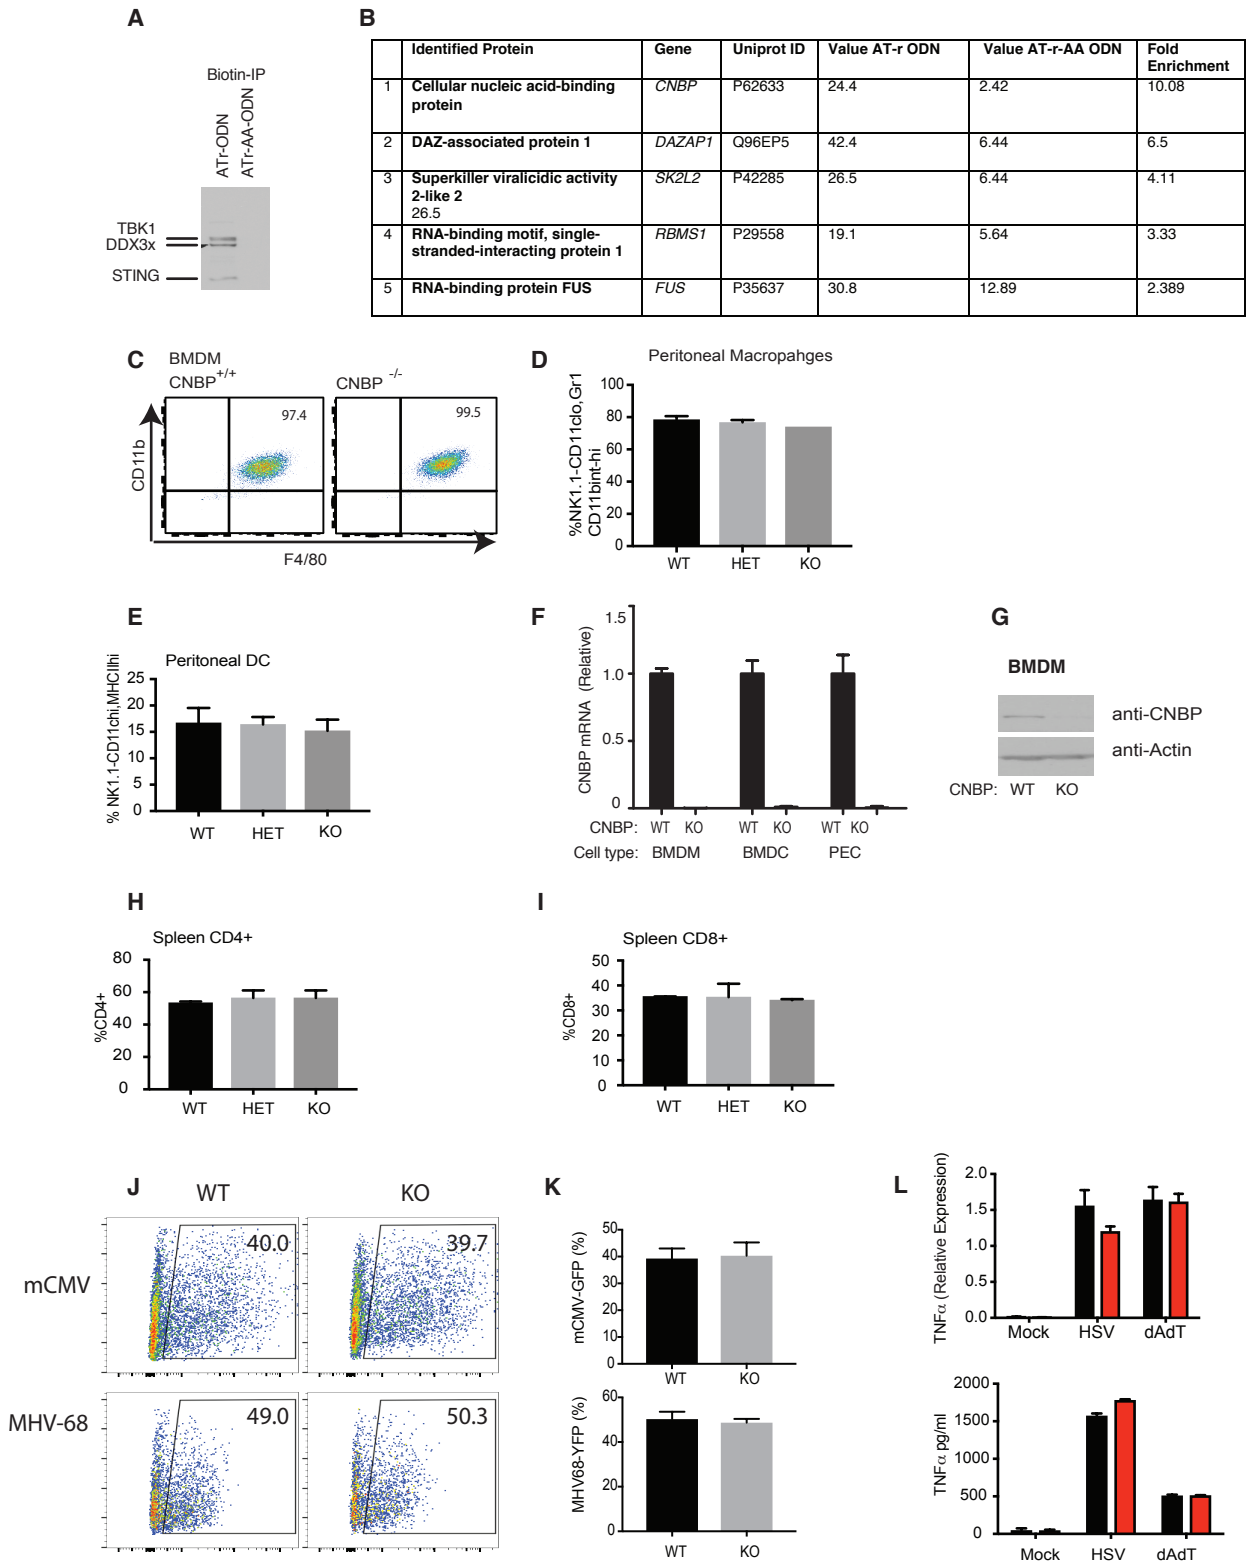 A
Biotin-IP
ATr-ODN
ATr-AA-ODN
TBK1
DDX3x
STING
B
Identified Protein Gene Uniprot ID Value AT-r ODN Value AT-r-AA ODN Fold Enrichment
1 Cellular nucleic acid-binding protein CNBP P62633 24.4 2.42 10.08
2 DAZ-associated protein 1 DAZAP1 Q96EP5 42.4 6.44 6.5
3 Superkiller viralicidic activity 2-like 2 26.5 SK2L2 P42285 26.5 6.44 4.11
4 RNA-binding motif, single-stranded-interacting protein 1 RBMS1 P29558 19.1 5.64 3.33
5 RNA-binding protein FUS FUS P35637 30.8 12.89 2.389
C
BMDM
CNBP+/+
CNBP -/-
97.4
99.5
CD11b
F4/80
D
Peritoneal Macropahges
%NK1.1-CD11clo,Gr1
CD11bint-hi
100
80
60
40
20
0
WT HET KO
E
Peritoneal DC
% NK1.1-CD11chi,MHCIIhi
25
20
15
10
5
0
WT HET KO
F
CNBP mRNA (Relative)
1.5
1.0
0.5
0
CNBP: WT KO WT KO WT KO
Cell type: BMDM BMDC PEC
G
BMDM
anti-CNBP
anti-Actin
CNBP: WT KO
H
Spleen CD4+
%CD4+
80
60
40
20
0
WT HET KO
I
Spleen CD8+
%CD8+
50
40
30
20
10
0
WT HET KO
J
WT KO
mCMV
40.0
39.7
MHV-68
49.0
50.3
K
mCMV-GFP (%)
50
40
30
20
10
0
WT KO
MHV68-YFP (%)
60
40
20
0
WT KO
L
TNFα (Relative Expression)
2.0
1.5
1.0
0.5
0.0
Mock HSV dAdT
TNFα pg/ml
2000
1500
1000
500
0
Mock HSV dAdT